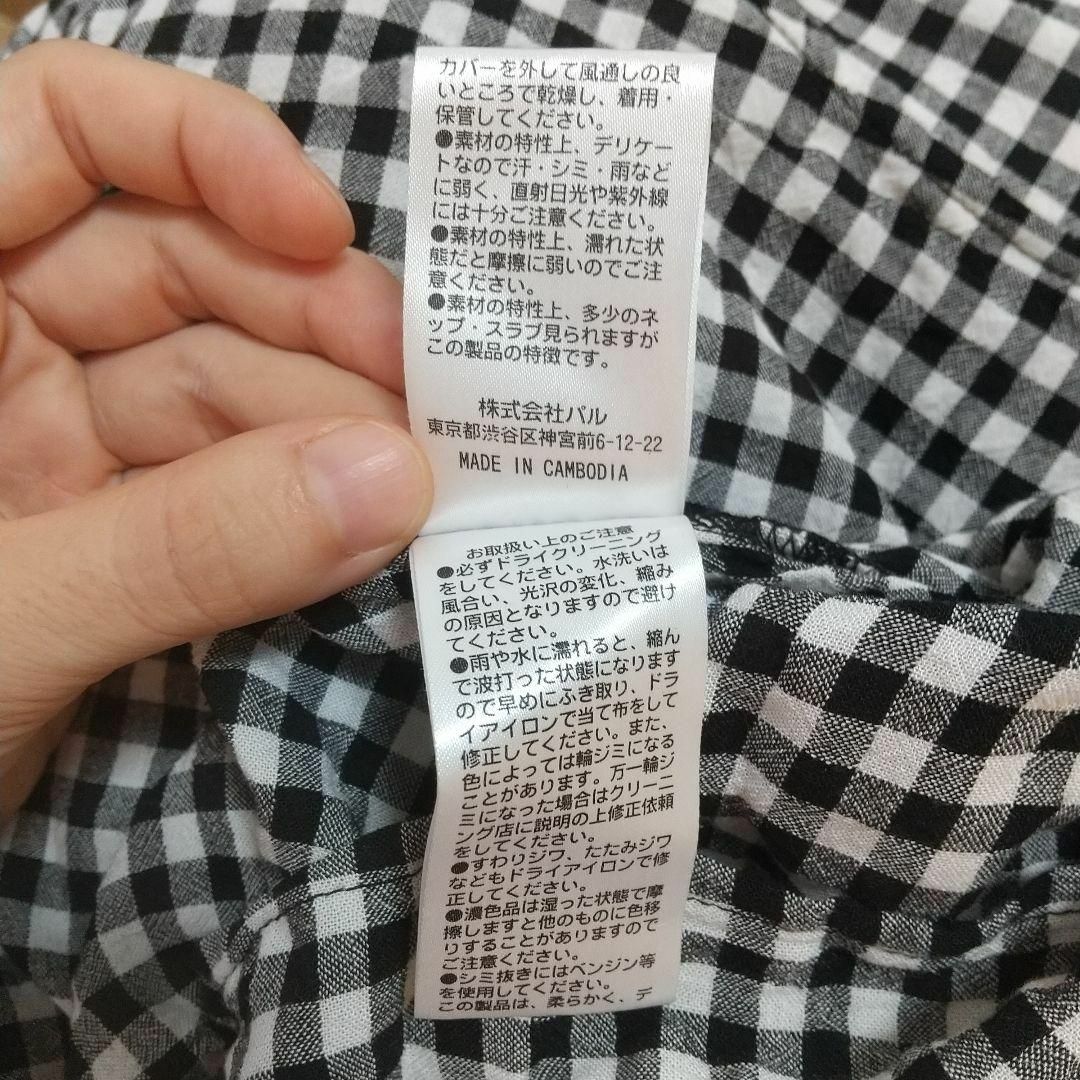 カバーを外して風通しの良
いところで乾燥し、着用・
保管してください。
●素材の特性上、デリケー
トなので汗・シミ・雨など
に弱く、直射日光や紫外線
には十分ご注意ください。
●素材の特性上、濡れた状
態だと摩擦に弱いのでご注
意ください。
●素材の特性上、多少のネ
ップ・スラブ見られますが
この製品の特徴です。
株式会社パル
東京都渋谷区神宮前6-12-22
MADE IN CAMBODIA
お取扱い上のご注意
●必ずドライクリーニング
をしてください。水洗いは
風合い、光沢の変化、縮み
の原因となりますので避け
てください。
●雨や水に濡れると、縮ん
で波打った状態になります
ので早めにふき取り、ドラ
イアイロンで当て布をして
修正してください。また、
色によっては輪ジミになる
ことがあります。万一輪ジ
ミになった場合はクリーニ
ング店に説明の上修正依頼
をしてください。
●すわりジワ、たたみジワ
などもドライアイロンで修
正してください。
●濃色品は湿った状態で摩
擦しますと他のものに色移
りすることがありますので
ご注意ください。
●シミ抜きにはベンジン等
を使用してください。
この製品は、柔らかく、デ